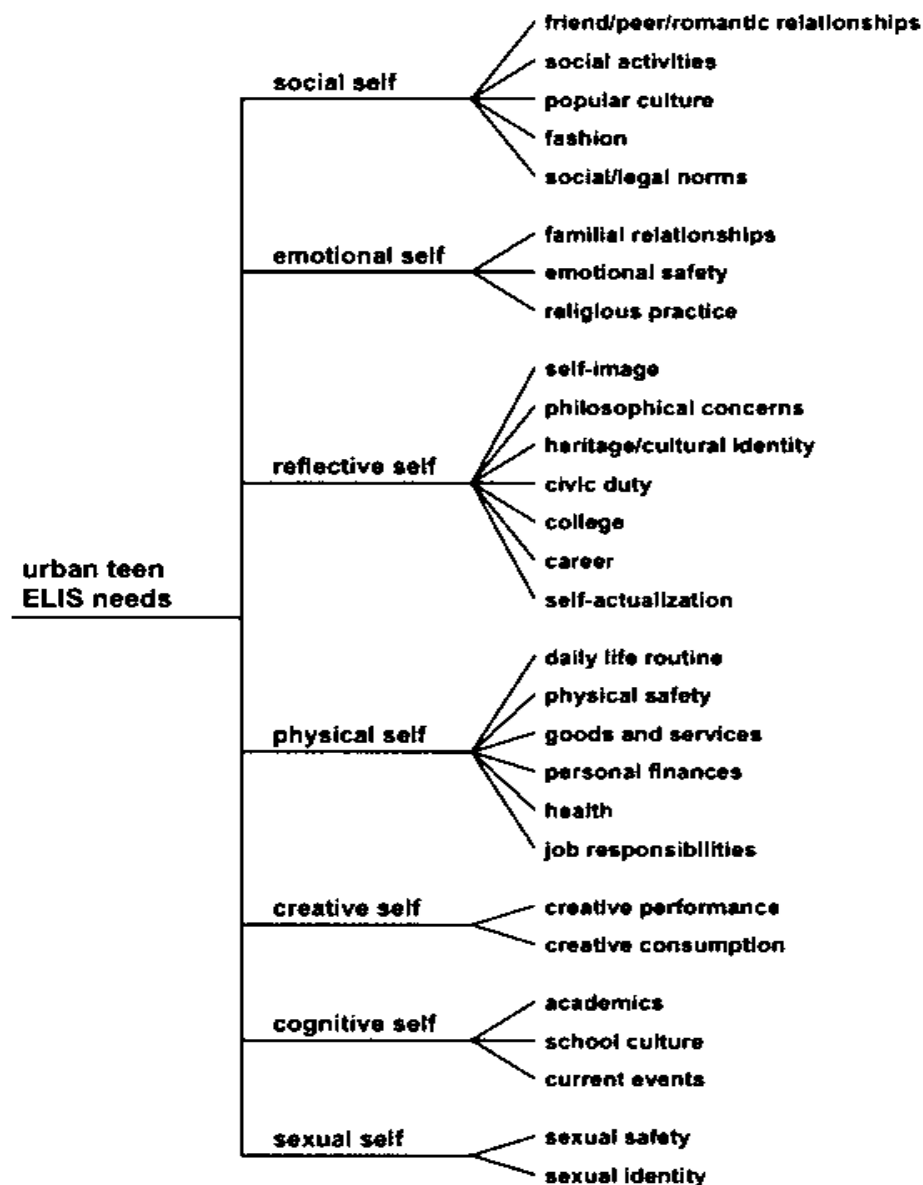 friend/peer/romantic relationships
social activities
social self
popular culture
fashion
social/legal norms
familial relationships
emotional self
emotional safety
religious practice
self-image
philosophical concerns
heritage/cultural identity
reflective self
civic duty
college
career
urban teen
ELIS needs
self-actualization
daily life routine
physical safety
physical self
goods and services
personal finances
health
job responsibilities
creative self
creative performance
creative consumption
academics
cognitive self
school culture
current events
sexual self
sexual safety
sexual identity